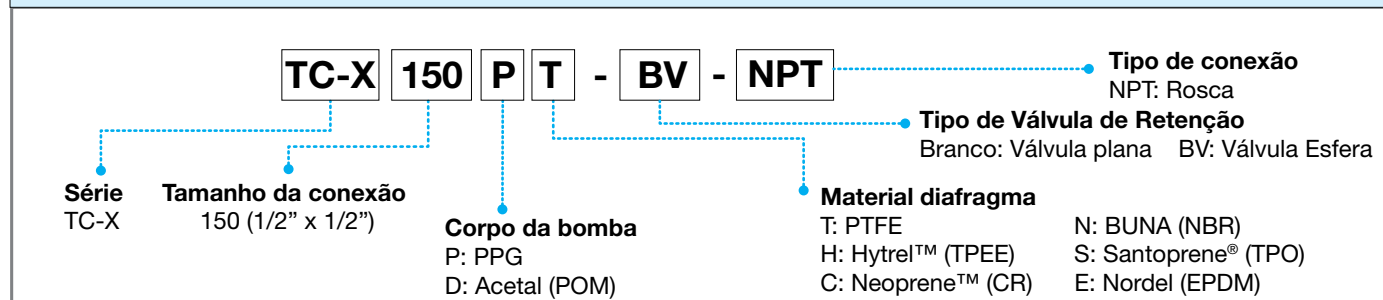 TC-X 150 P T - BV - NPT
Tipo de conexão
NPT: Rosca
Tipo de Válvula de Retenção
Branco: Válvula plana BV: Válvula Esfera
Série
TC-X
Tamanho da conexão
150 (1/2” x 1/2”)
Corpo da bomba
P: PPG
D: Acetal (POM)
Material diafragma
T: PTFE
H: Hytrel™ (TPEE)
C: Neoprene™ (CR)
N: BUNA (NBR)
S: Santoprene® (TPO)
E: Nordel (EPDM)